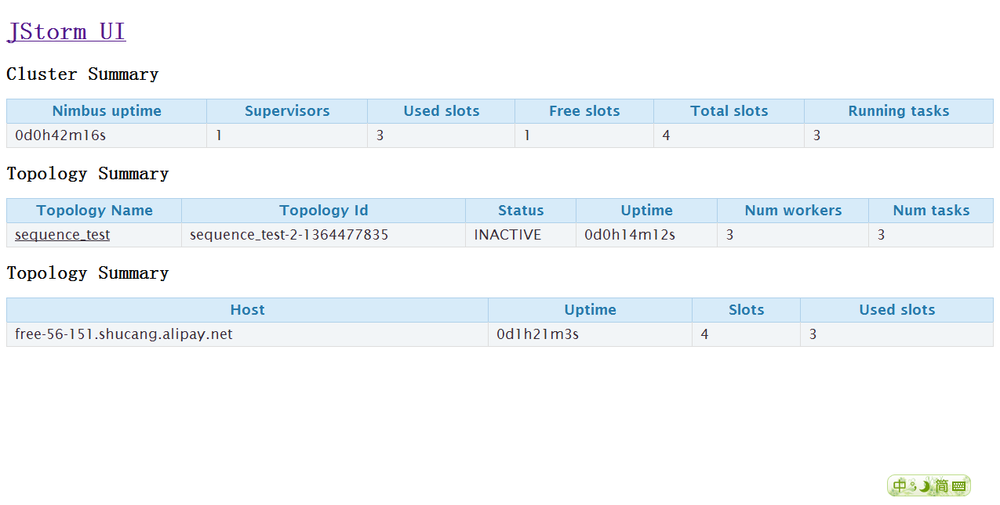 JStorm UI
Cluster Summary
Nimbus uptime Supervisors Used slots Free slots Total slots Running tasks
0d0h42m16s 1 3 1 4 3
Topology Summary
Topology Name Topology Id Status Uptime Num workers Num tasks
sequence_test sequence_test-2-1364477835 INACTIVE 0d0h14m12s 3 3
Topology Summary
Host Uptime Slots Used slots
free-56-151.shucang.alipay.net 0d1h21m3s 4 3
中 简